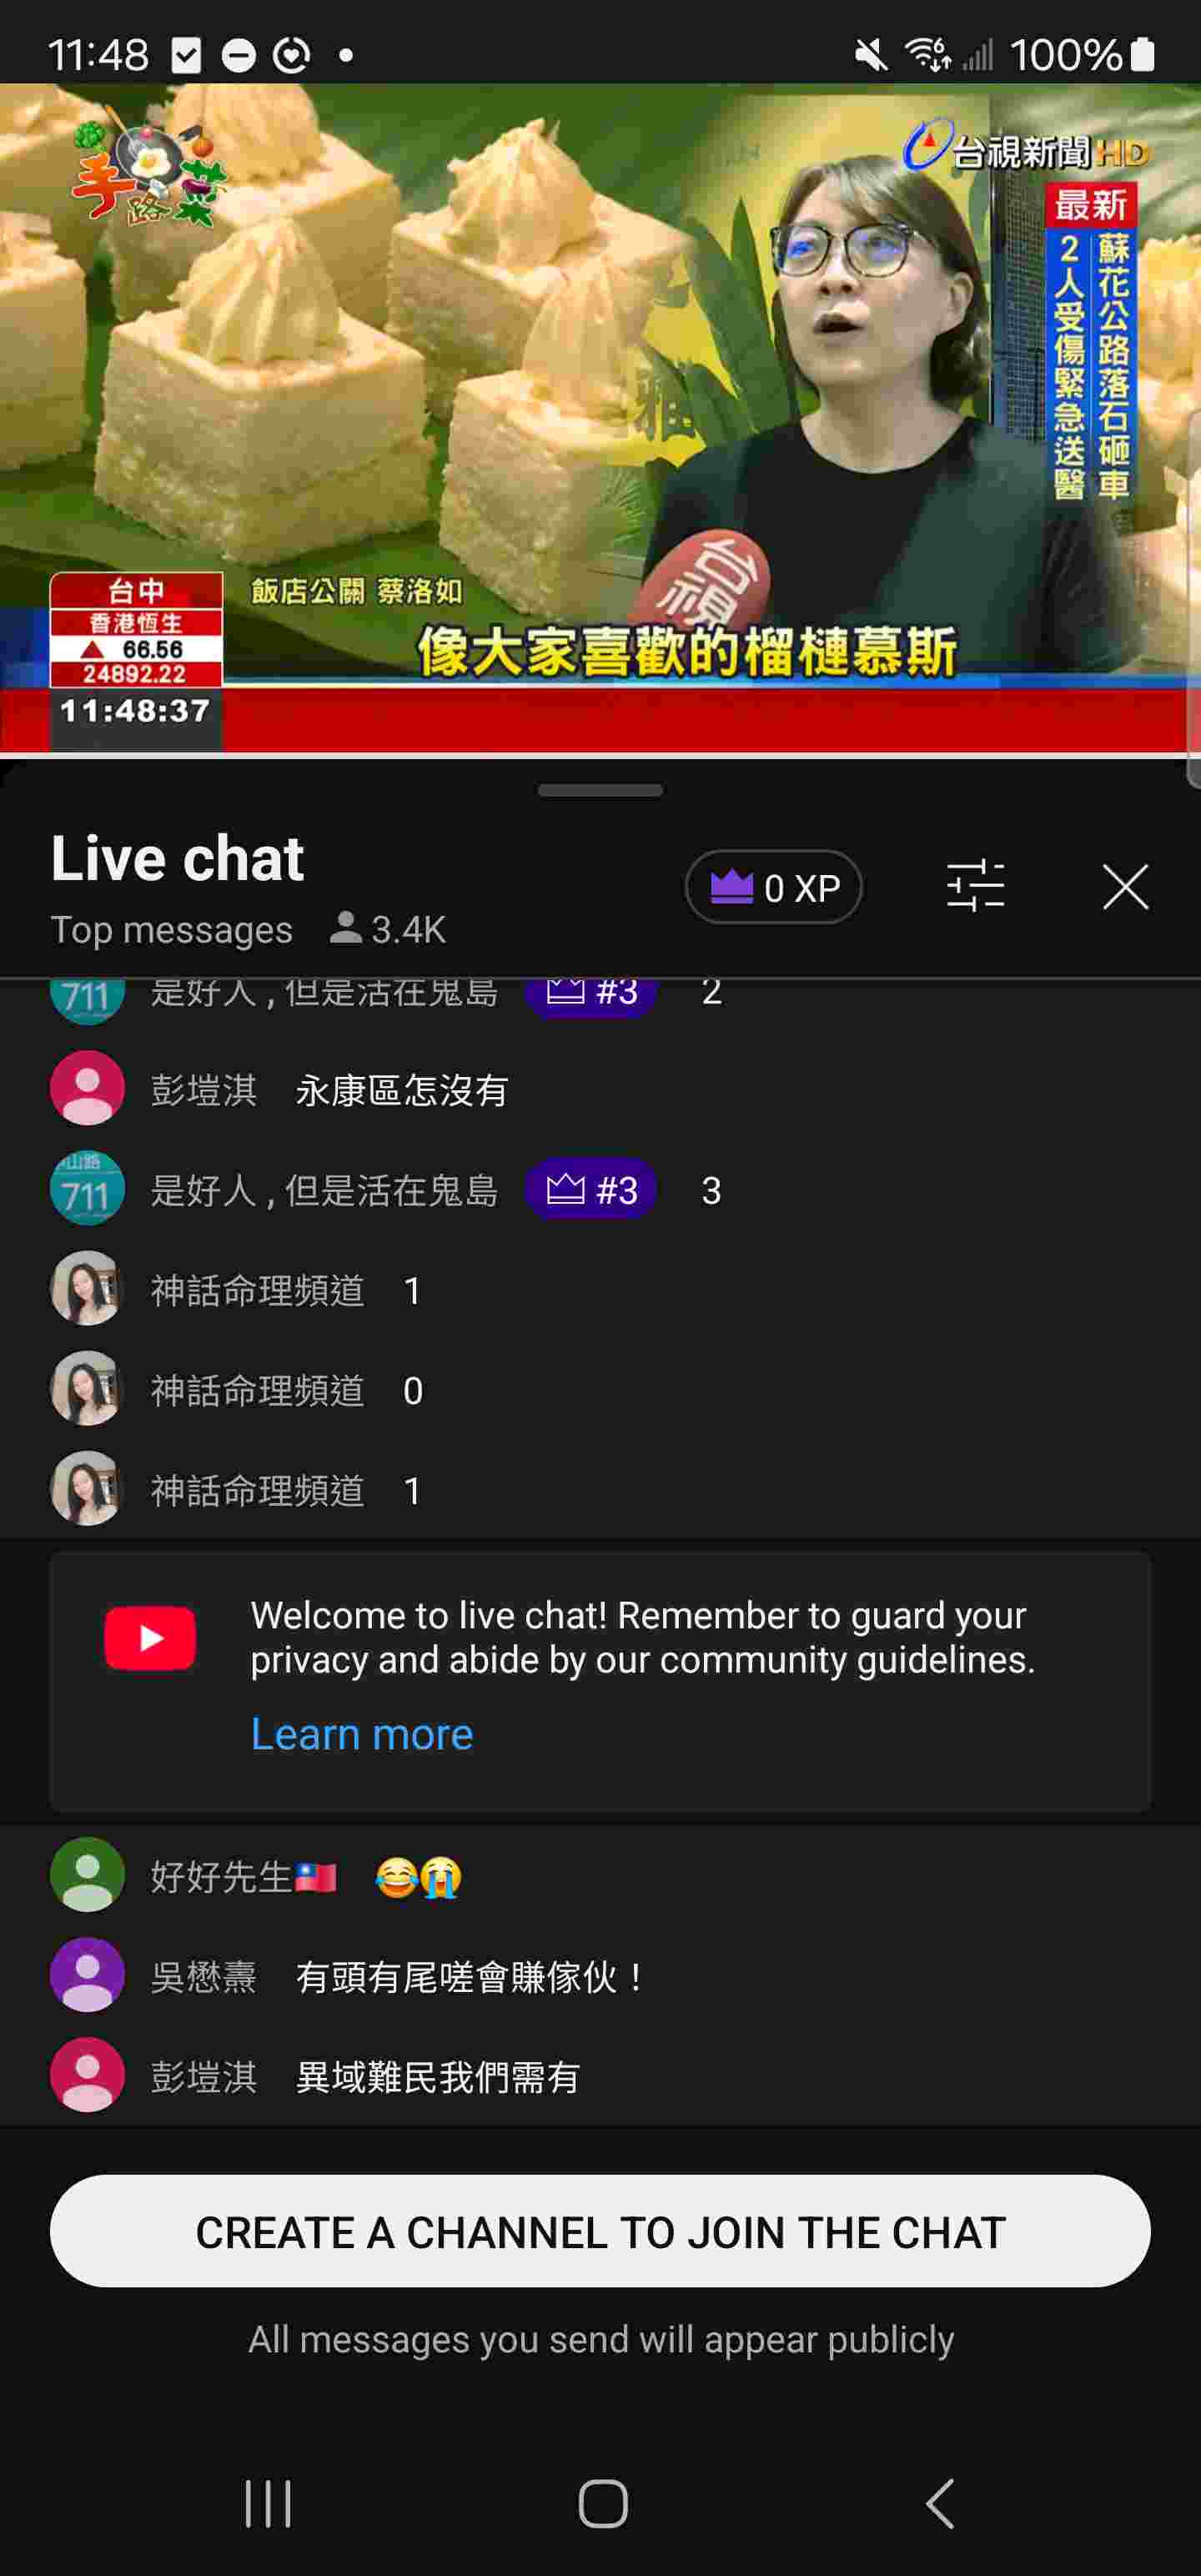 11:48
100%
手路菜
台視新聞HD
最新
蘇花公路落石砸車
2人受傷緊急送醫
台視
台中
香港恆生
▲ 66.56
24892.22
11:48:37
飯店公關 蔡洛如
像大家喜歡的榴槤慕斯
Live chat
Top messages 3.4K
0 XP
711 是好人 , 但是活在鬼島 #3 2
彭塏淇 永康區怎沒有
山路 711 是好人 , 但是活在鬼島 #3 3
神話命理頻道 1
神話命理頻道 0
神話命理頻道 1
Welcome to live chat! Remember to guard your
privacy and abide by our community guidelines.
Learn more
好好先生🇹🇼 😂😭
吳懋燾 有頭有尾嗟會賺傢伙！
彭塏淇 異域難民我們需有
CREATE A CHANNEL TO JOIN THE CHAT
All messages you send will appear publicly